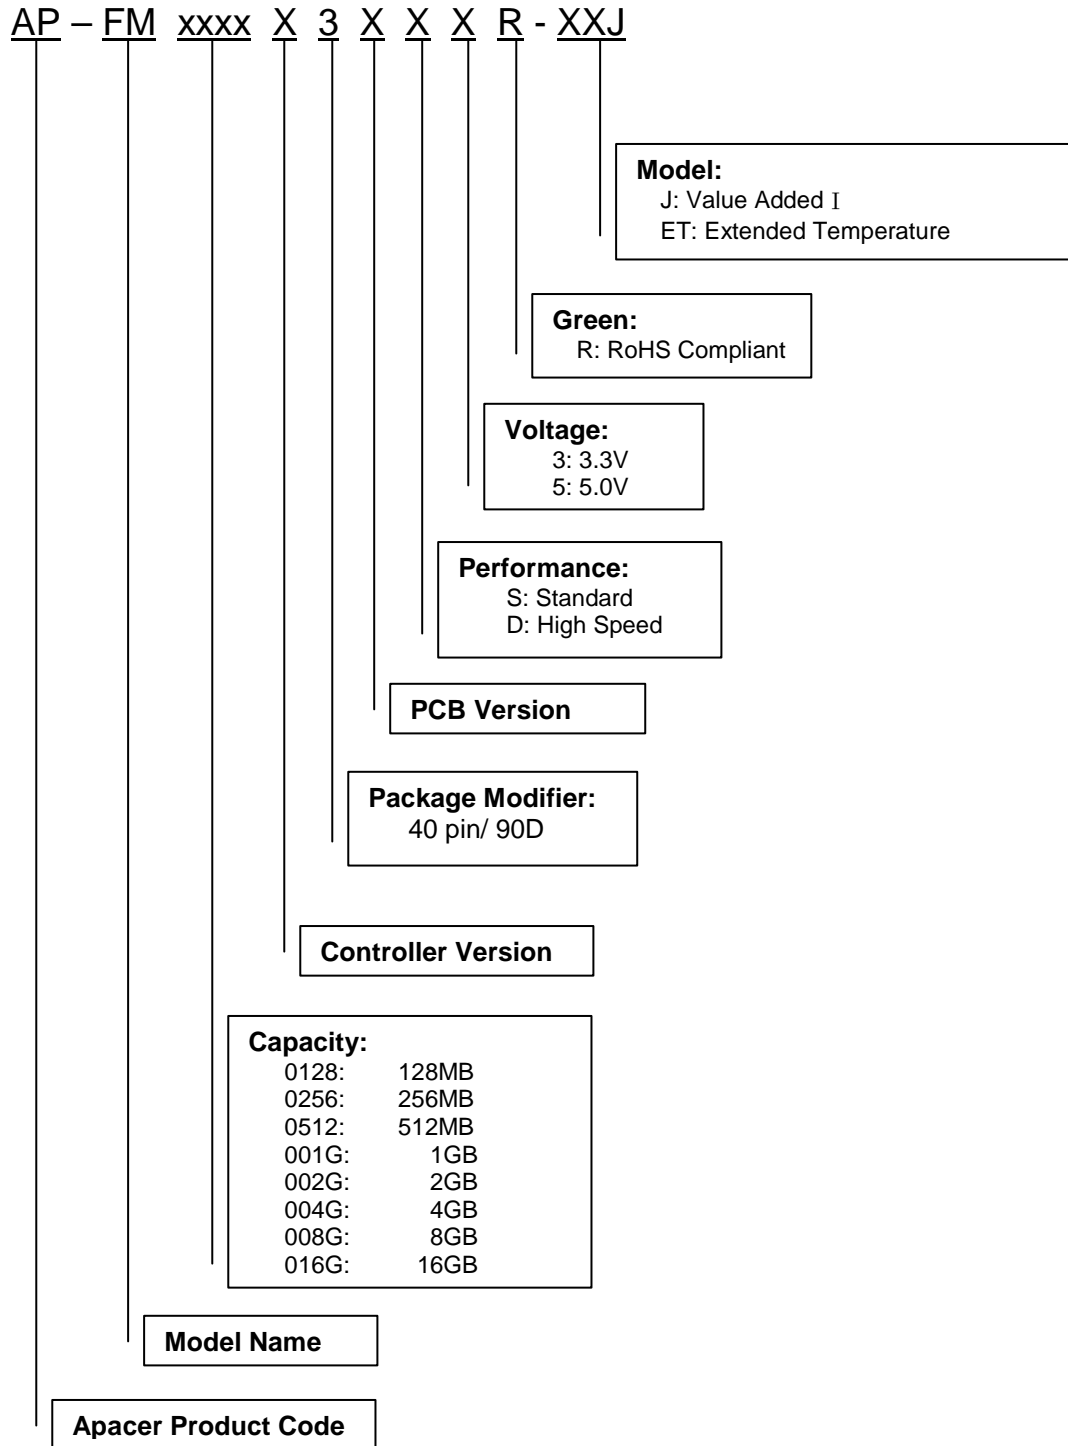 AP – FM xxxx X 3 X X X R - XXJ
Model:
J: Value Added I
ET: Extended Temperature
Green:
R: RoHS Compliant
Voltage:
3: 3.3V
5: 5.0V
Performance:
S: Standard
D: High Speed
PCB Version
Package Modifier:
40 pin/ 90D
Controller Version
Capacity:
0128: 128MB
0256: 256MB
0512: 512MB
001G: 1GB
002G: 2GB
004G: 4GB
008G: 8GB
016G: 16GB
Model Name
Apacer Product Code